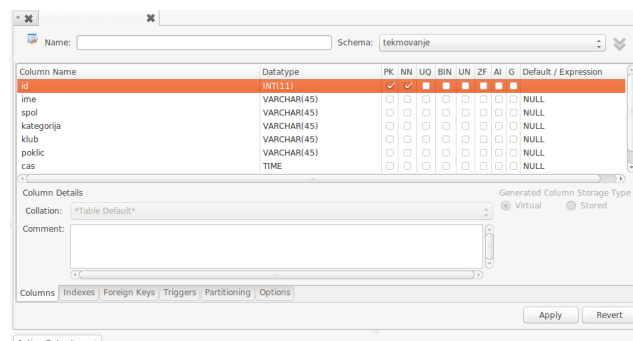 Name: Schema: tekmovanje
Column Name Datatype PK NN UQ BIN UN ZF AI G Default / Expression
id INT(11)
ime VARCHAR(45) NULL
spol VARCHAR(45) NULL
kategorija VARCHAR(45) NULL
klub VARCHAR(45) NULL
poklic VARCHAR(45) NULL
cas TIME NULL
Column Details Generated Column Storage Type
Collation: *Table Default* Virtual Stored
Comment:
Columns Indexes Foreign Keys Triggers Partitioning Options
Apply Revert